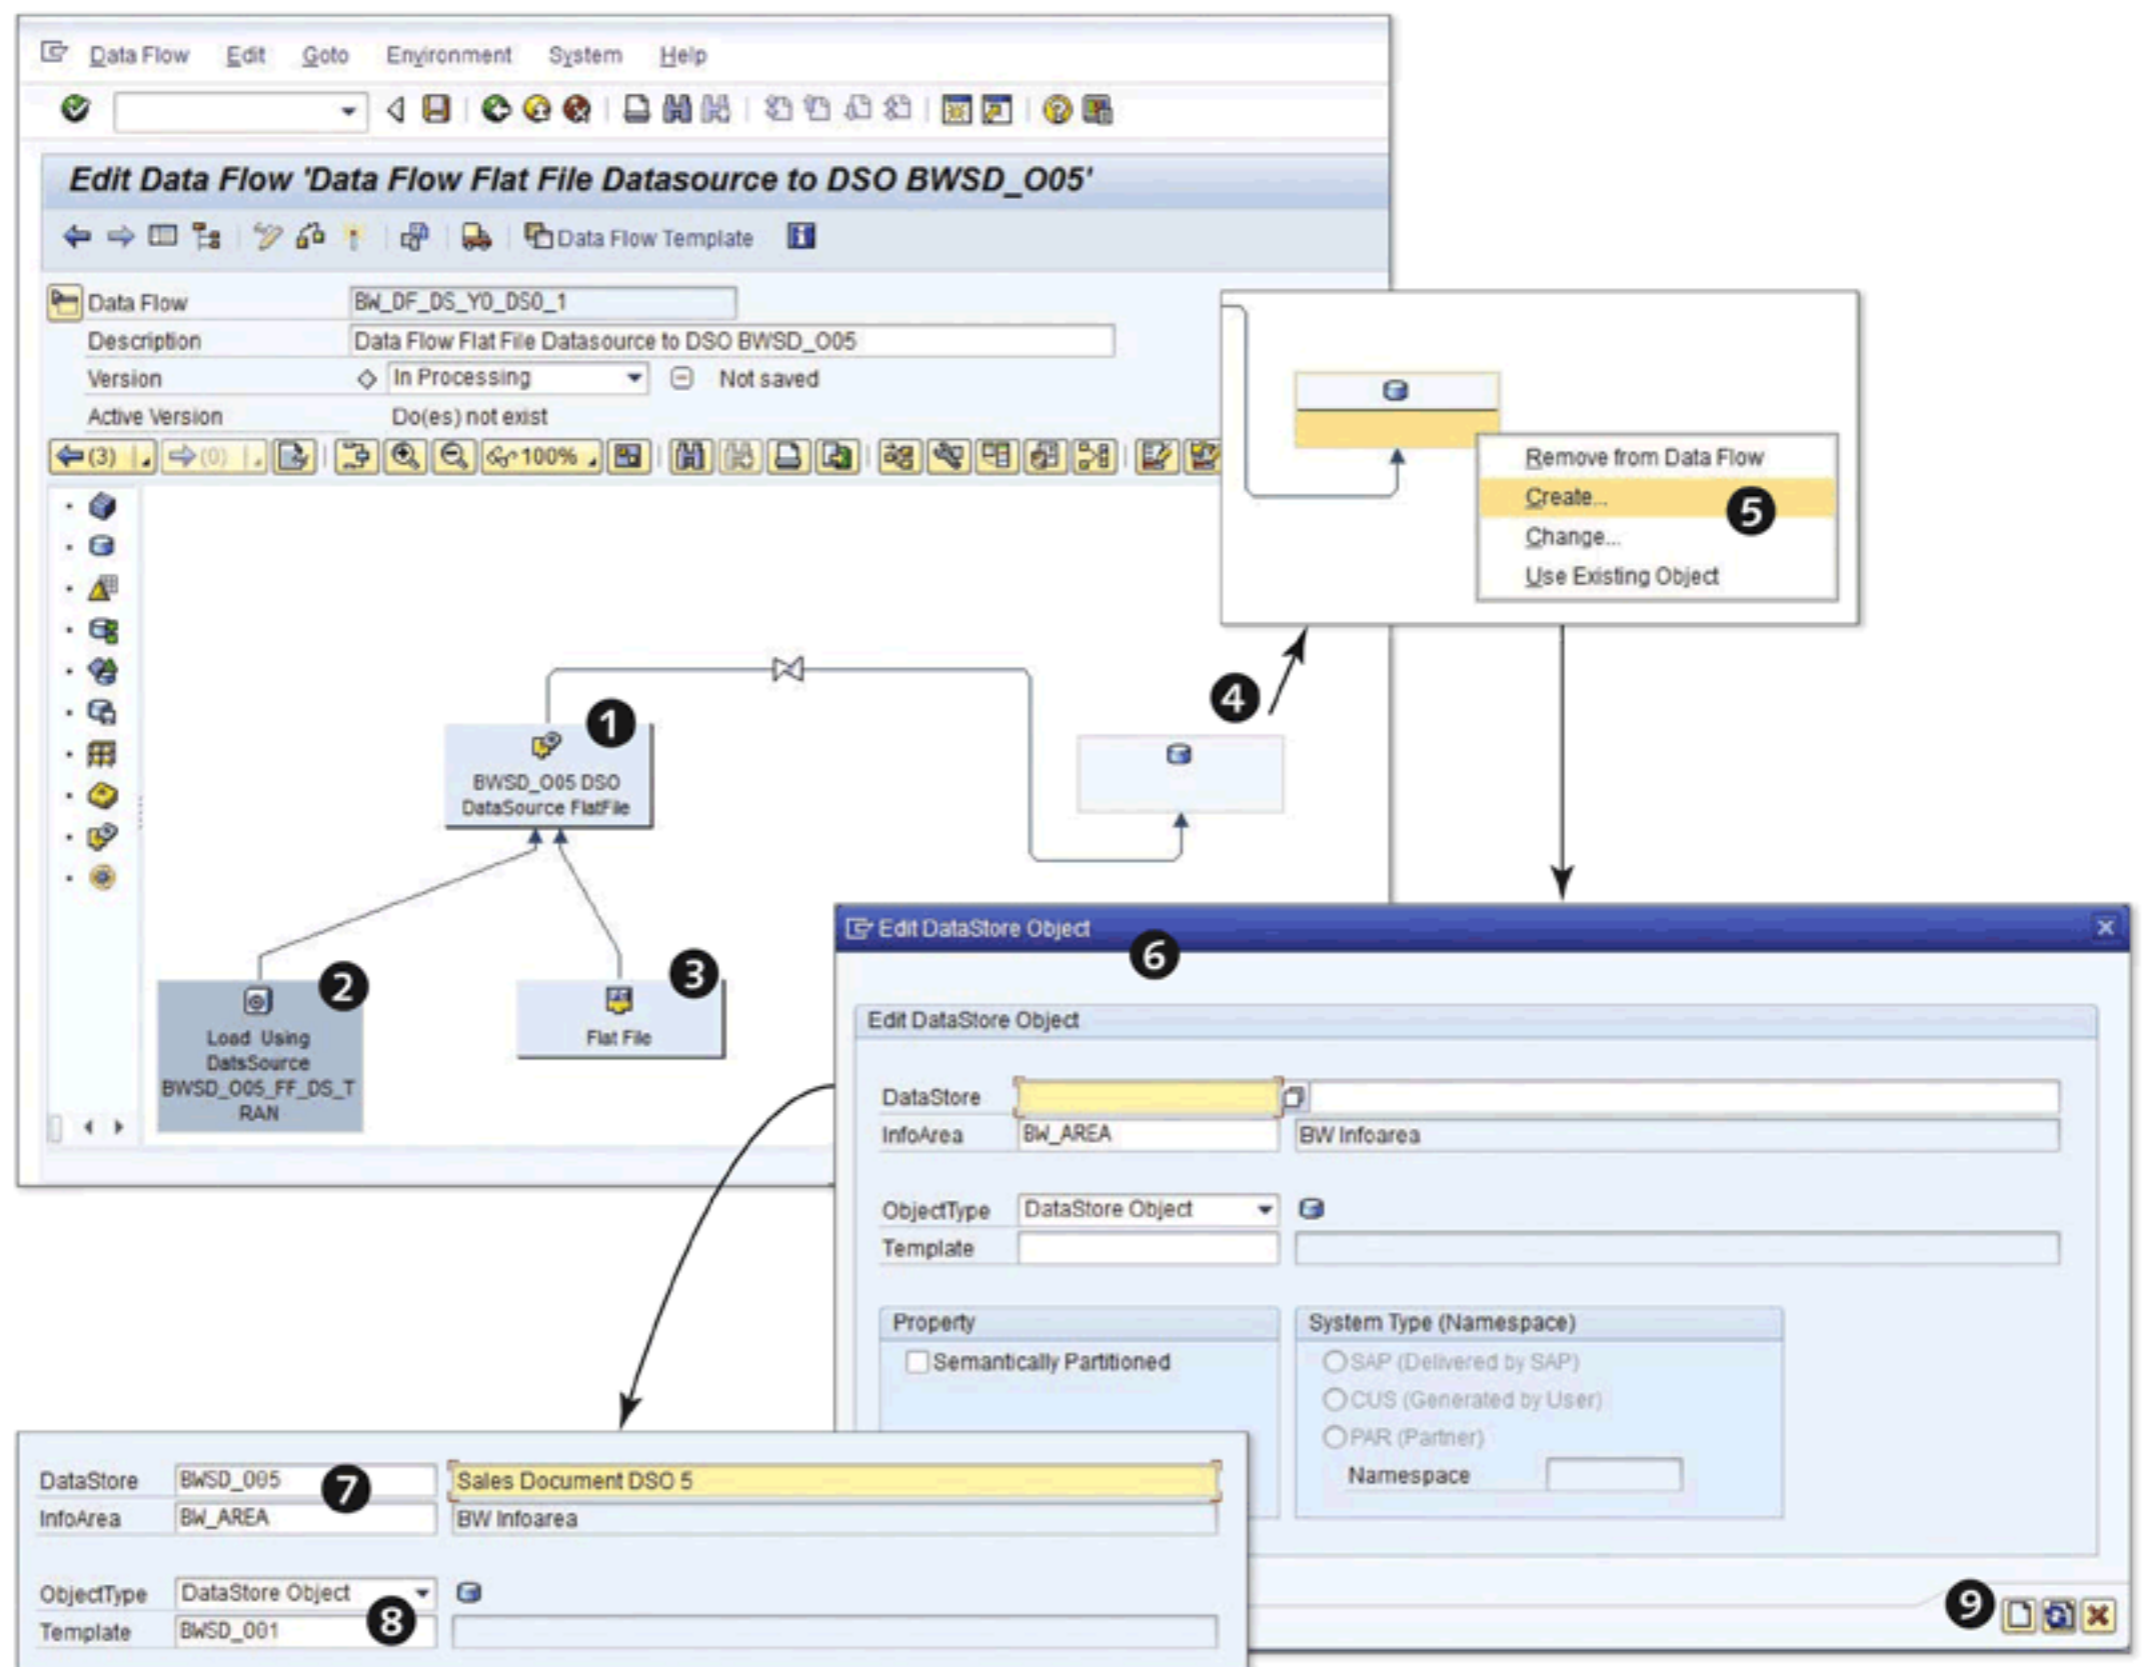 Data Flow Edit Goto Environment System Help
Edit Data Flow 'Data Flow Flat File Datasource to DSO BWSD_O05'
Data Flow Template
Data Flow BW_DF_DS_YO_DSO_1
Description Data Flow Flat File Datasource to DSO BWSD_O05
Version In Processing Not saved
Active Version Do(es) not exist
(3) (0) 100%
Remove from Data Flow
Create...
5
Change...
Use Existing Object
4
1
BWSD_O05 DSO
DataSource FlatFile
2
Load Using
DatsSource
BWSD_O05_FF_DS_T
RAN
3
Flat File
Edit DataStore Object
6
Edit DataStore Object
DataStore
InfoArea BW_AREA BW Infoarea
ObjectType DataStore Object
Template
Property
Semantically Partitioned
System Type (Namespace)
SAP (Delivered by SAP)
CUS (Generated by User)
PAR (Partner)
Namespace
9
DataStore BWSD_O05 7 Sales Document DSO 5
InfoArea BW_AREA BW Infoarea
ObjectType DataStore Object
Template BWSD_O01 8